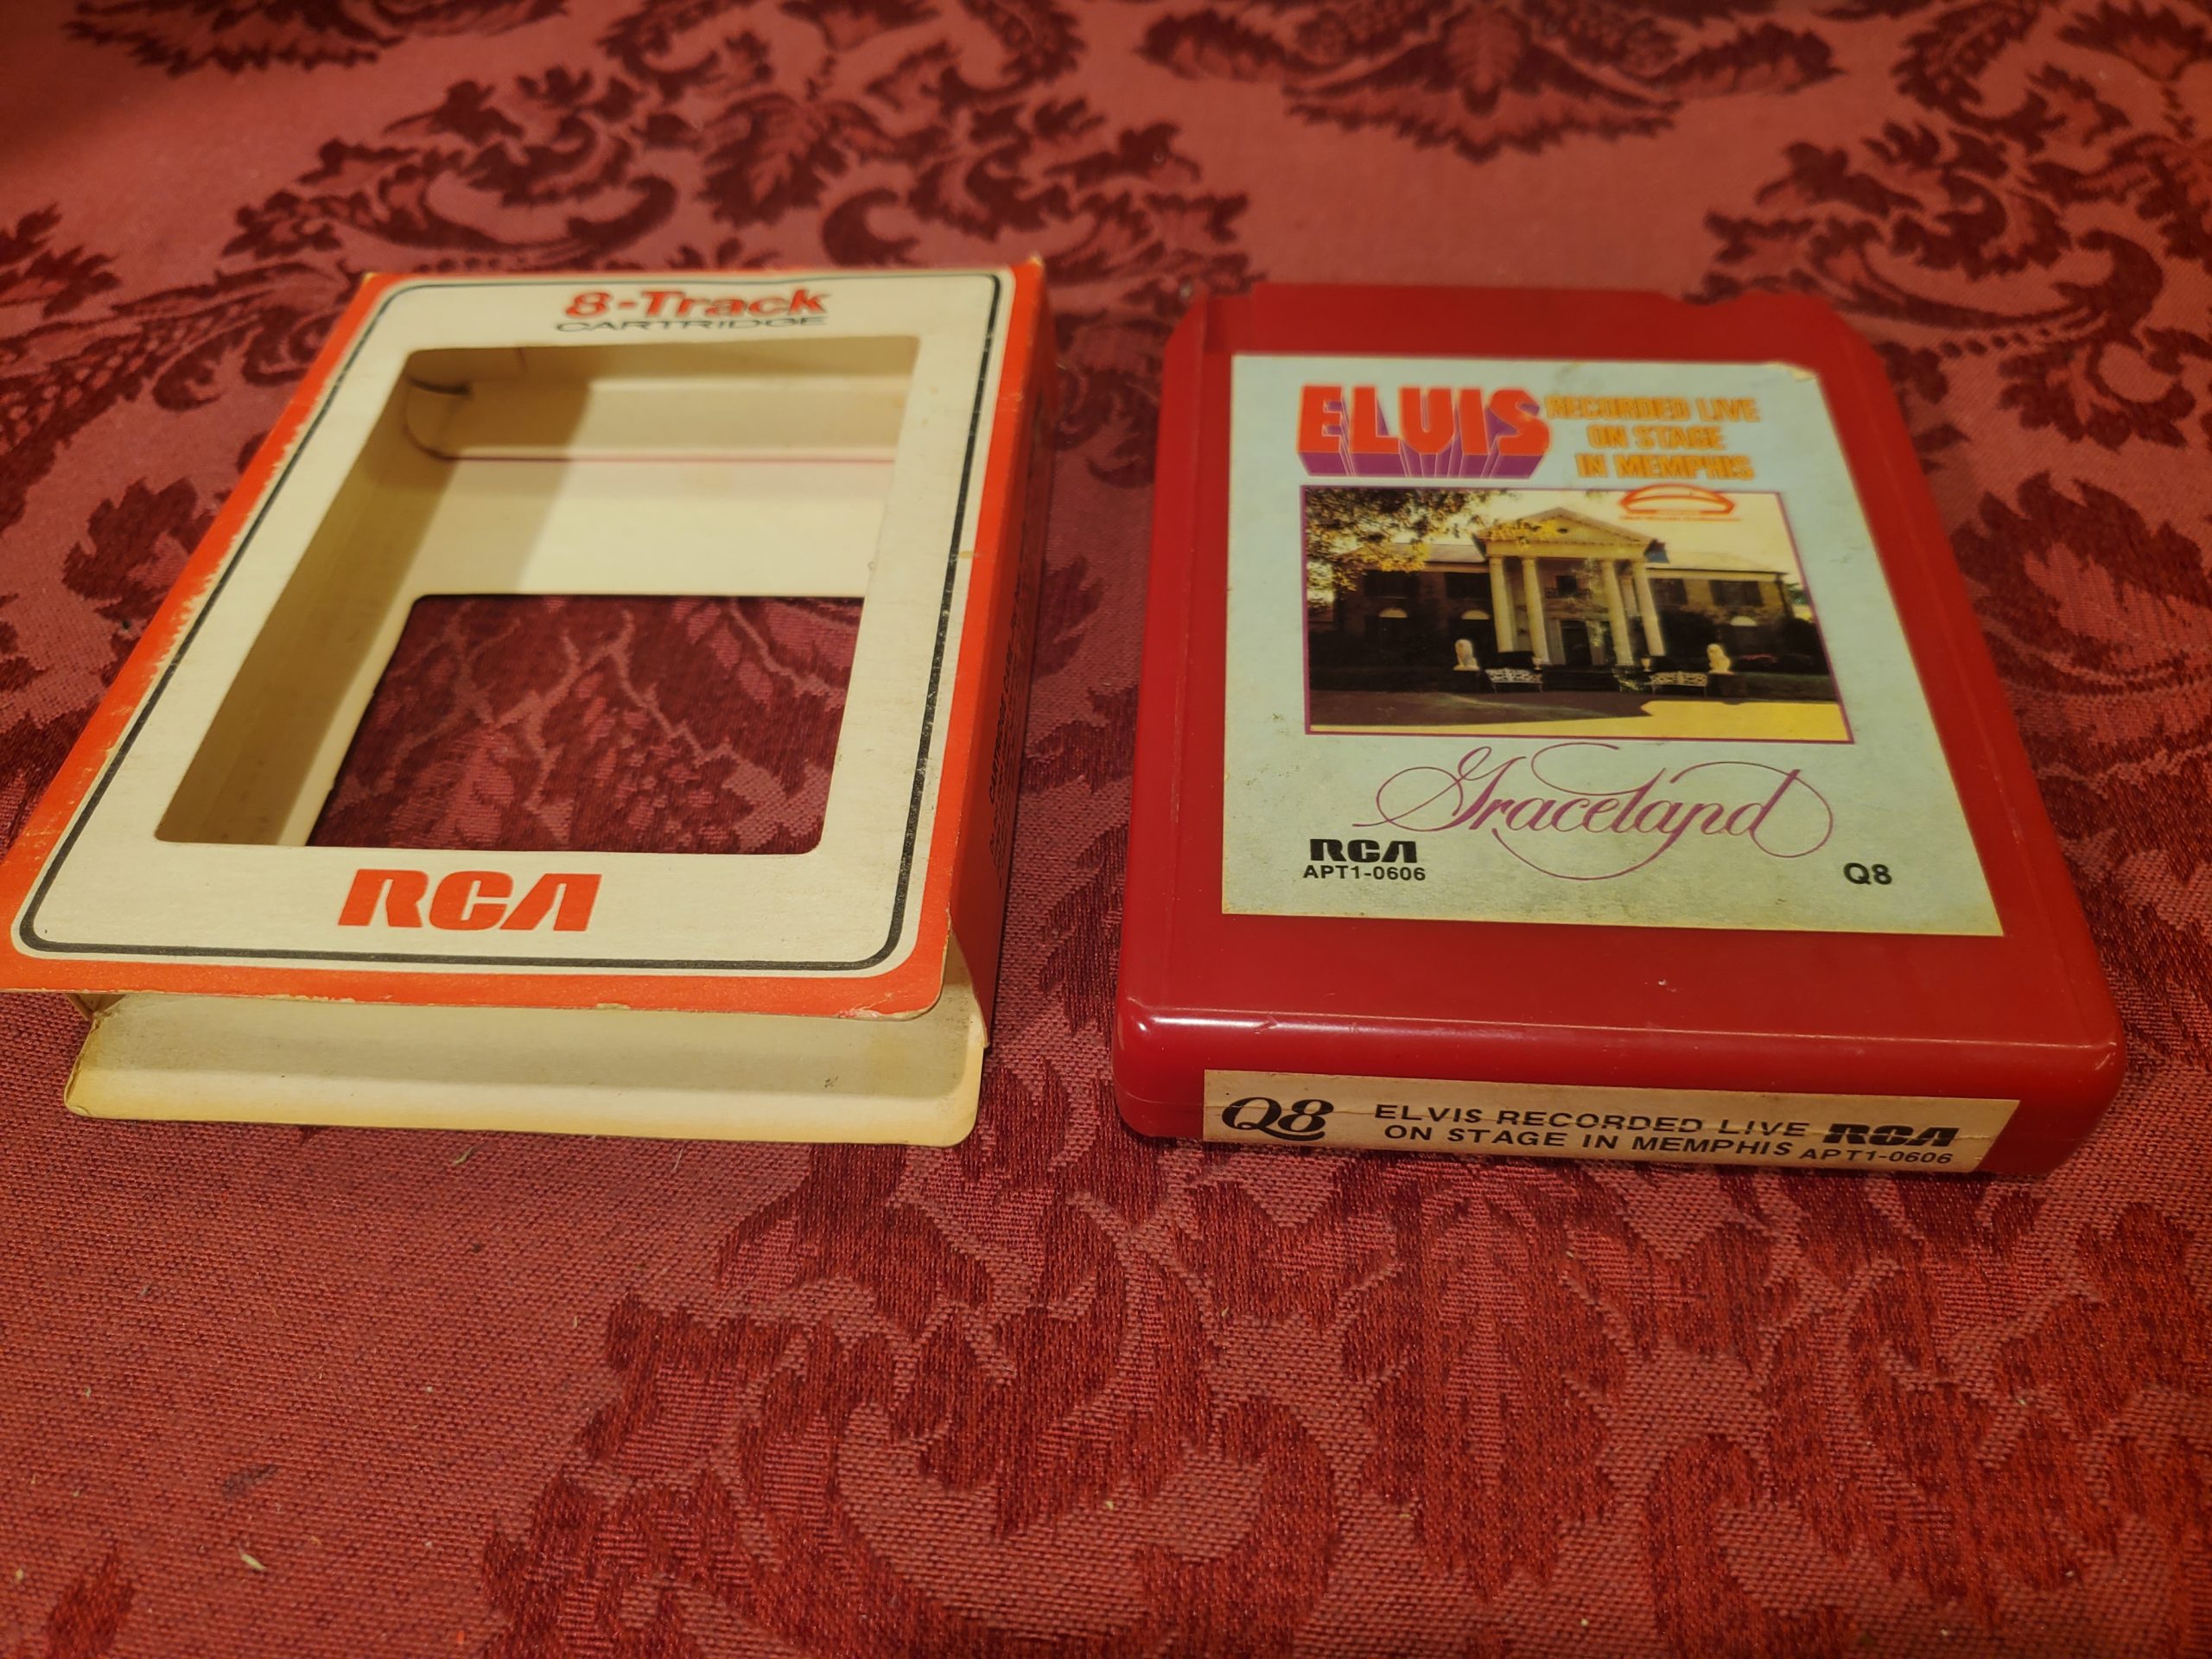 8-Track
CARTRIDGE
RCA
ELVIS
RECORDED LIVE
ON STAGE
IN MEMPHIS
Graceland
RCA
APT1-0606
Q8
Q8
ELVIS RECORDED LIVE
ON STAGE IN MEMPHIS
RCA
APT1-0606